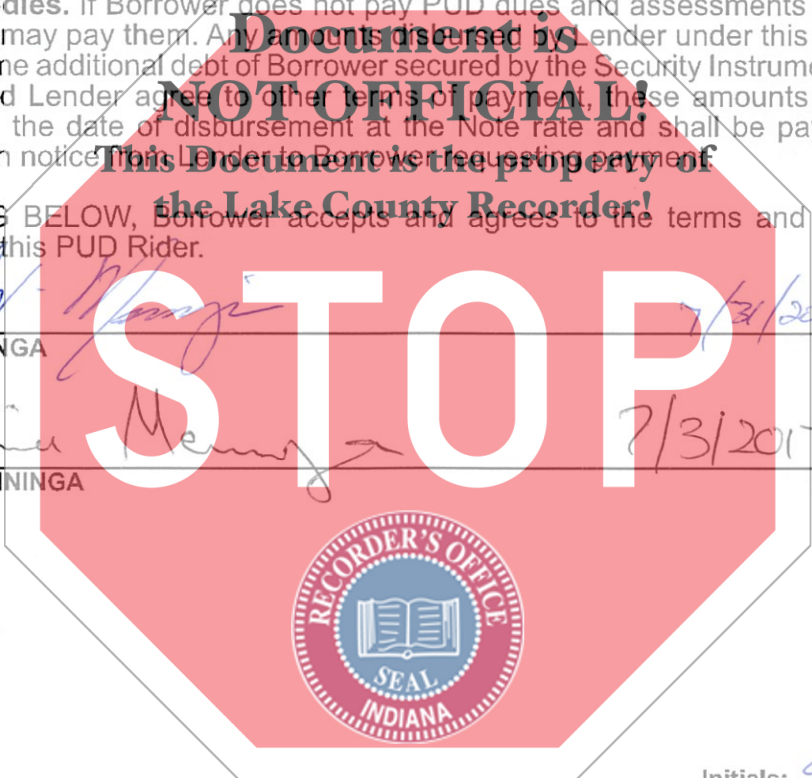 dies. If Borrower does not pay PUD dues and assessments
may pay them. Any amounts disbursed by Lender under this
ne additional debt of Borrower secured by the Security Instrume
d Lender agree to other terms of payment, these amounts
the date of disbursement at the Note rate and shall be pa
n notice from Lender to Borrower requesting payment.
Document is
NOT OFFICIAL!
This Document is the property of
the Lake County Recorder!
G BELOW, Borrower accepts and agrees to the terms and
this PUD Rider.
7/31/20
NGA
STOP
7/3/2017
NINGA
RECORDER'S OFFICE
SEAL
INDIANA
Initials: